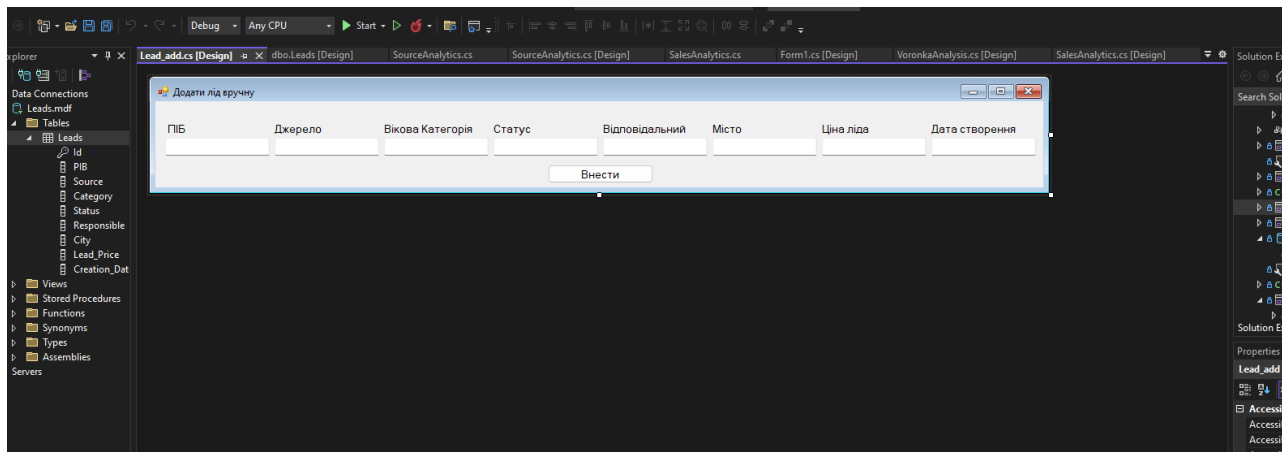 Debug Any CPU Start
xplorer
Lead_add.cs [Design] dbo.Leads [Design] SourceAnalytics.cs SourceAnalytics.cs [Design] SalesAnalytics.cs Form1.cs [Design] VoronkaAnalysis.cs [Design] SalesAnalytics.cs [Design]
Solution E
Data Connections
Leads.mdf
Tables
Leads
Id
PIB
Source
Category
Status
Responsible
City
Lead_Price
Creation_Dat
Views
Stored Procedures
Functions
Synonyms
Types
Assemblies
Servers
Додати лід вручну
ПІБ Джерело Вікова Категорія Статус Відповідальний Місто Ціна ліда Дата створення
Внести
Search Sol
C
C
Solution E
Properties
Lead_add
Accessi
Accessi
Accessi